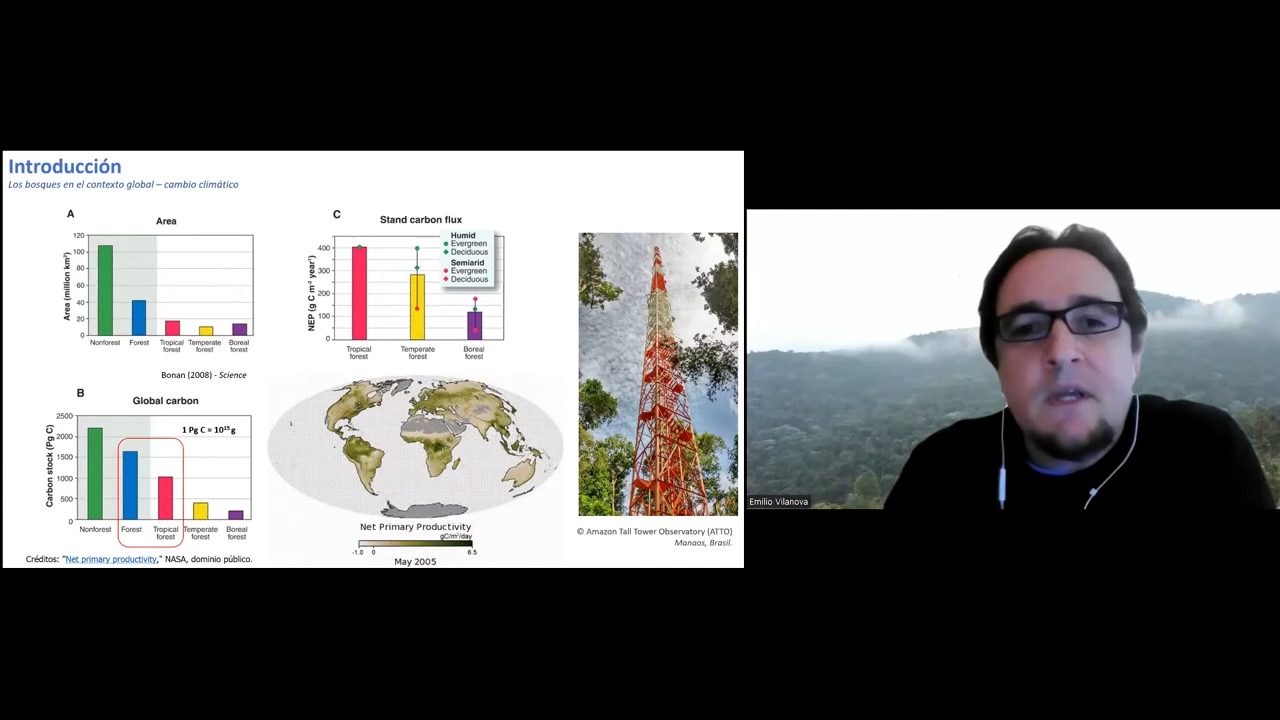 Introducción
Los bosques en el contexto global – cambio climático
A
Area
Area (million km²)
120
100
80
60
40
20
0
Nonforest
Forest
Tropical
forest
Temperate
forest
Boreal
forest
Bonan (2008) - Science
B
Global carbon
Carbon stock (Pg C)
2500
2000
1500
1000
500
0
1 Pg C = 10¹⁵ g
Nonforest
Forest
Tropical
forest
Temperate
forest
Boreal
forest
Créditos: "Net primary productivity," NASA, dominio público.
C
Stand carbon flux
NEP (g C m⁻² year⁻¹)
400
300
200
100
0
Humid
Evergreen
Deciduous
Semiarid
Evergreen
Deciduous
Tropical
forest
Temperate
forest
Boreal
forest
Net Primary Productivity
gC/m²/day
-1.0 0 6.5
May 2005
© Amazon Tall Tower Observatory (ATTO)
Manaos, Brasil.
Emilio Vilanova